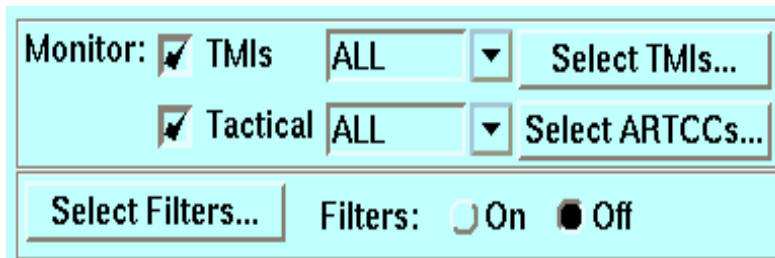 Monitor: TMIs ALL Select TMIs...
Tactical ALL Select ARTCCs...
Select Filters... Filters: On Off